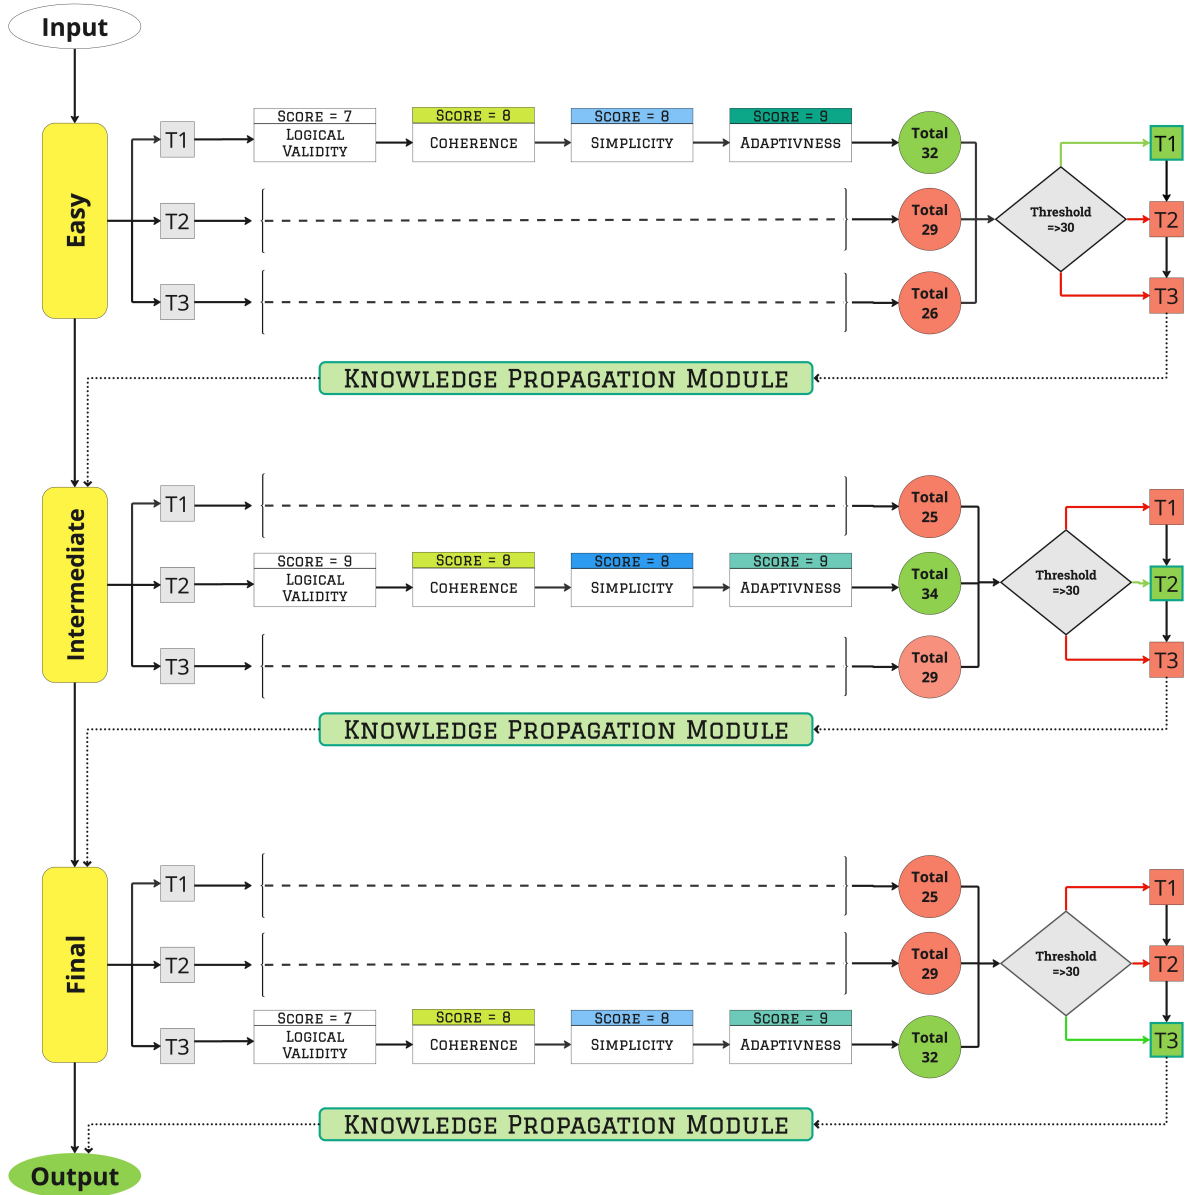 Input
Easy
T1
SCORE = 7
LOGICAL
VALIDITY
SCORE = 8
COHERENCE
SCORE = 8
SIMPLICITY
SCORE = 9
ADAPTIVNESS
Total
32
T2
Total
29
T3
Total
26
Threshold
=>30
T1
T2
T3
KNOWLEDGE PROPAGATION MODULE
Intermediate
T1
Total
25
T2
SCORE = 9
LOGICAL
VALIDITY
SCORE = 8
COHERENCE
SCORE = 8
SIMPLICITY
SCORE = 9
ADAPTIVNESS
Total
34
T3
Total
29
Threshold
=>30
T1
T2
T3
KNOWLEDGE PROPAGATION MODULE
Final
T1
Total
25
T2
Total
29
T3
SCORE = 7
LOGICAL
VALIDITY
SCORE = 8
COHERENCE
SCORE = 8
SIMPLICITY
SCORE = 9
ADAPTIVNESS
Total
32
Threshold
=>30
T1
T2
T3
KNOWLEDGE PROPAGATION MODULE
Output